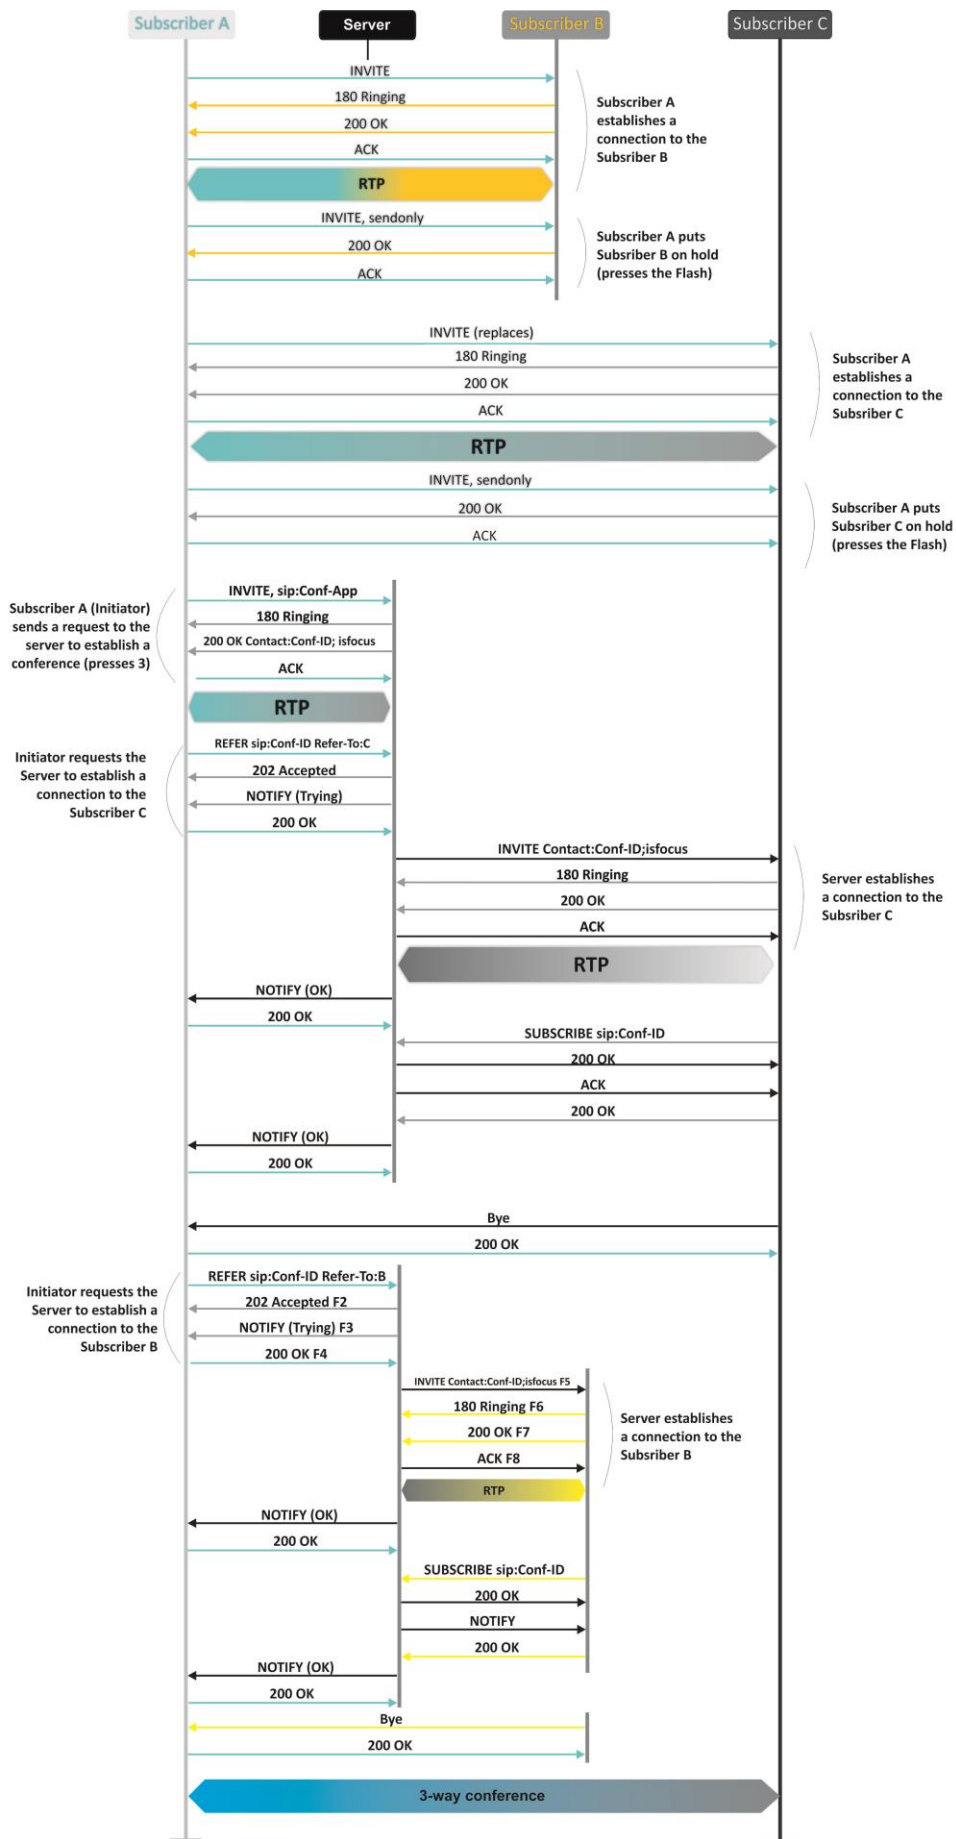 Subscriber A
Server
Subscriber B
Subscriber C
INVITE
180 Ringing
200 OK
ACK
RTP
Subscriber A
establishes a
connection to the
Subsriber B
INVITE, sendonly
200 OK
ACK
Subscriber A puts
Subsriber B on hold
(presses the Flash)
INVITE (replaces)
180 Ringing
200 OK
ACK
RTP
Subscriber A
establishes a
connection to the
Subsriber C
INVITE, sendonly
200 OK
ACK
Subscriber A puts
Subsriber C on hold
(presses the Flash)
Subscriber A (Initiator)
sends a request to the
server to establish a
conference (presses 3)
INVITE, sip:Conf-App
180 Ringing
200 OK Contact:Conf-ID; isfocus
ACK
RTP
Initiator requests the
Server to establish a
connection to the
Subscriber C
REFER sip:Conf-ID Refer-To:C
202 Accepted
NOTIFY (Trying)
200 OK
INVITE Contact:Conf-ID;isfocus
180 Ringing
200 OK
ACK
RTP
Server establishes
a connection to the
Subsriber C
NOTIFY (OK)
200 OK
SUBSCRIBE sip:Conf-ID
200 OK
ACK
200 OK
NOTIFY (OK)
200 OK
Bye
200 OK
Initiator requests the
Server to establish a
connection to the
Subscriber B
REFER sip:Conf-ID Refer-To:B
202 Accepted F2
NOTIFY (Trying) F3
200 OK F4
INVITE Contact:Conf-ID;isfocus F5
180 Ringing F6
200 OK F7
ACK F8
RTP
Server establishes
a connection to the
Subsriber B
NOTIFY (OK)
200 OK
SUBSCRIBE sip:Conf-ID
200 OK
NOTIFY
200 OK
NOTIFY (OK)
200 OK
Bye
200 OK
3-way conference